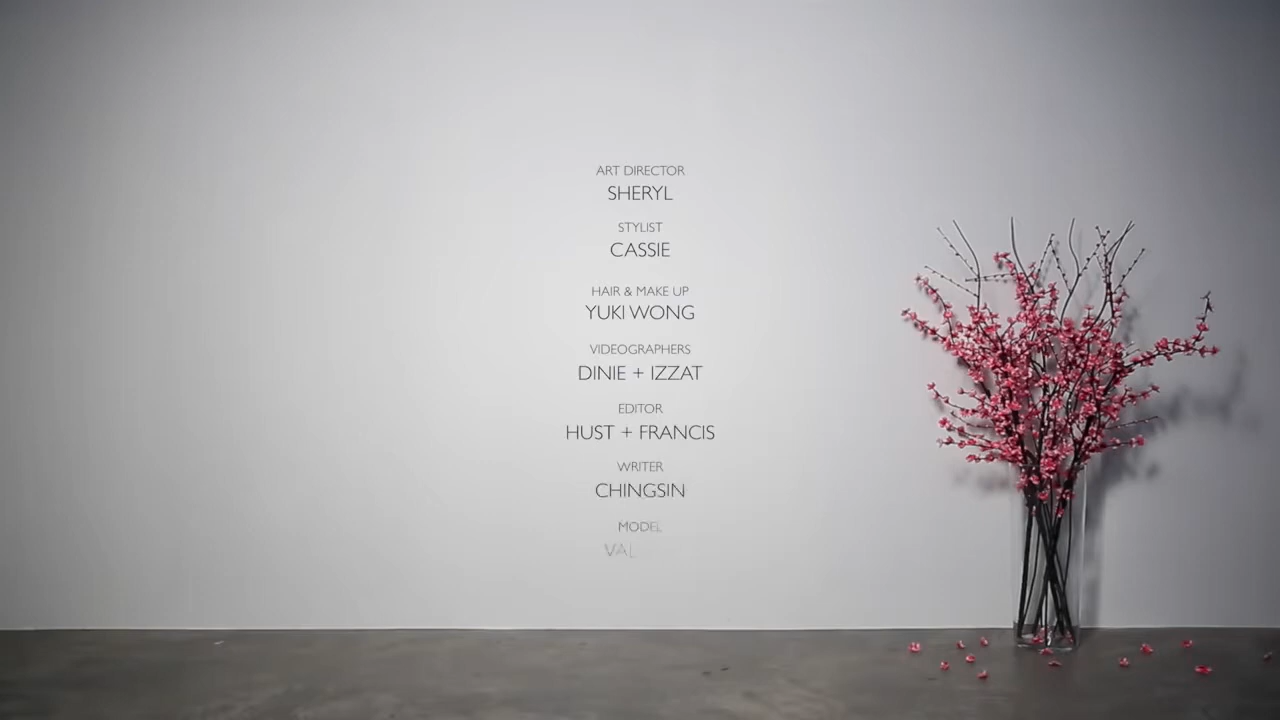 ART DIRECTOR
SHERYL
STYLIST
CASSIE
HAIR & MAKE UP
YUKI WONG
VIDEOGRAPHERS
DINIE + IZZAT
EDITOR
HUST + FRANCIS
WRITER
CHINGSIN
MODEL